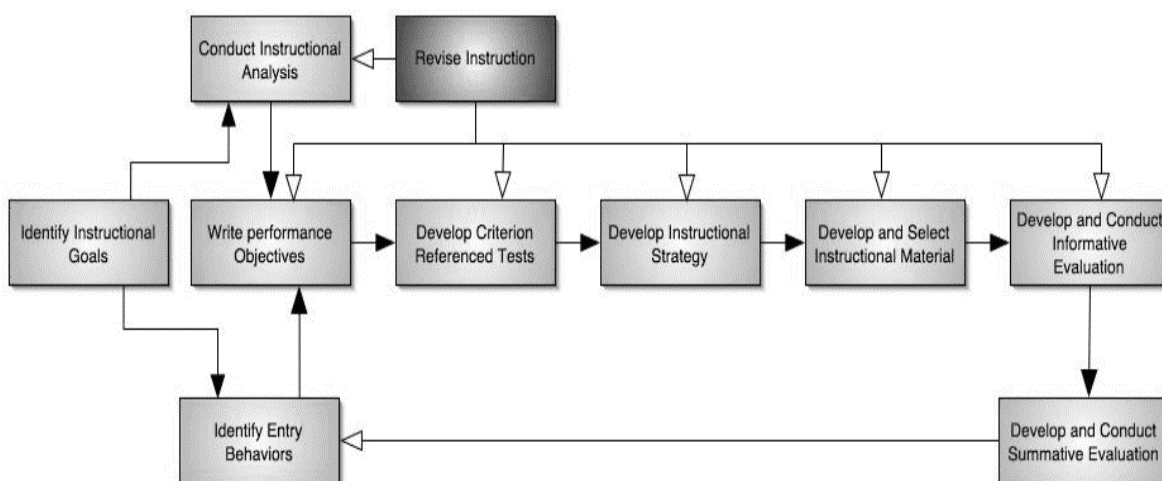 Conduct Instructional
Analysis
Revise Instruction
Identify Instructional
Goals
Write performance
Objectives
Develop Criterion
Referenced Tests
Develop Instructional
Strategy
Develop and Select
Instructional Material
Develop and Conduct
Informative
Evaluation
Identify Entry
Behaviors
Develop and Conduct
Summative Evaluation